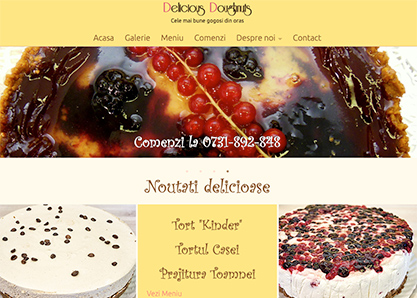 Delicious Doughnuts
Cele mai bune gogosi din oras
Acasa Galerie Meniu Comenzi Despre noi Contact
Comenzi la 0731-892-848
Noutati delicioase
Tort "Kinder"
Tortul Casei
Prajitura Toamnei
Vezi Meniu